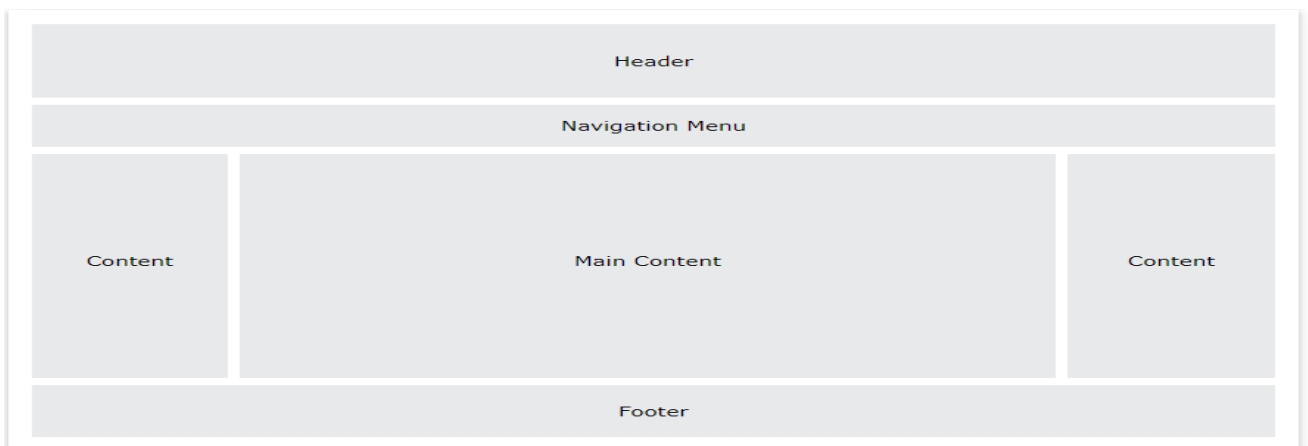 Header
Navigation Menu
Content
Main Content
Content
Footer